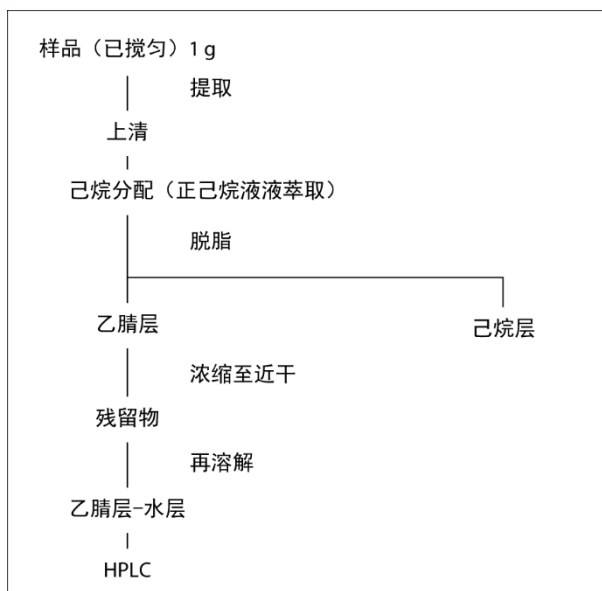 样品（已搅匀）1 g
提取
上清
己烷分配（正己烷液液萃取）
脱脂
乙腈层
己烷层
浓缩至近干
残留物
再溶解
乙腈层-水层
HPLC